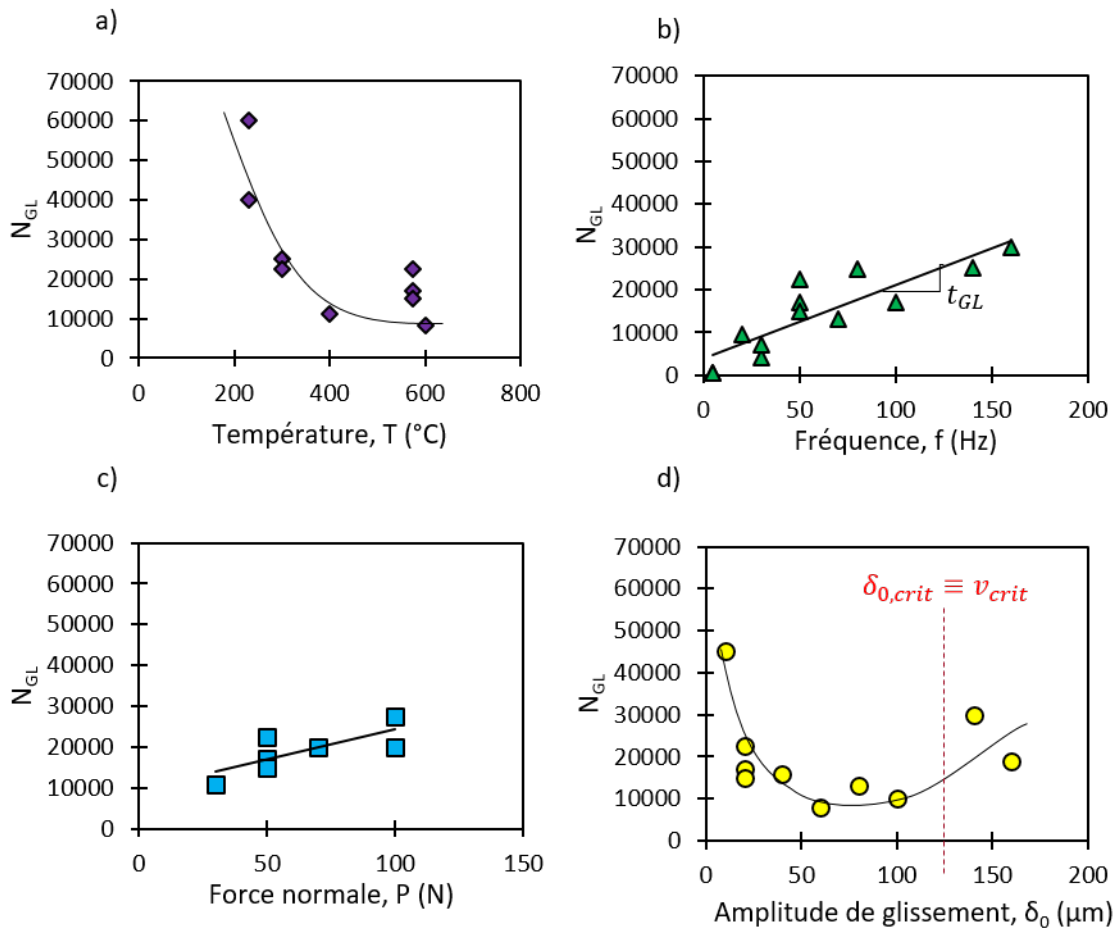 a)
70000
60000
50000
40000
30000
20000
10000
0
N_GL
0 200 400 600 800
Température, T (°C)
b)
70000
60000
50000
40000
30000
20000
10000
0
N_GL
t_GL
0 50 100 150 200
Fréquence, f (Hz)
c)
70000
60000
50000
40000
30000
20000
10000
0
N_GL
0 50 100 150
Force normale, P (N)
d)
70000
60000
50000
40000
30000
20000
10000
0
N_GL
δ_0,crit ≡ v_crit
0 50 100 150 200
Amplitude de glissement, δ_0 (µm)